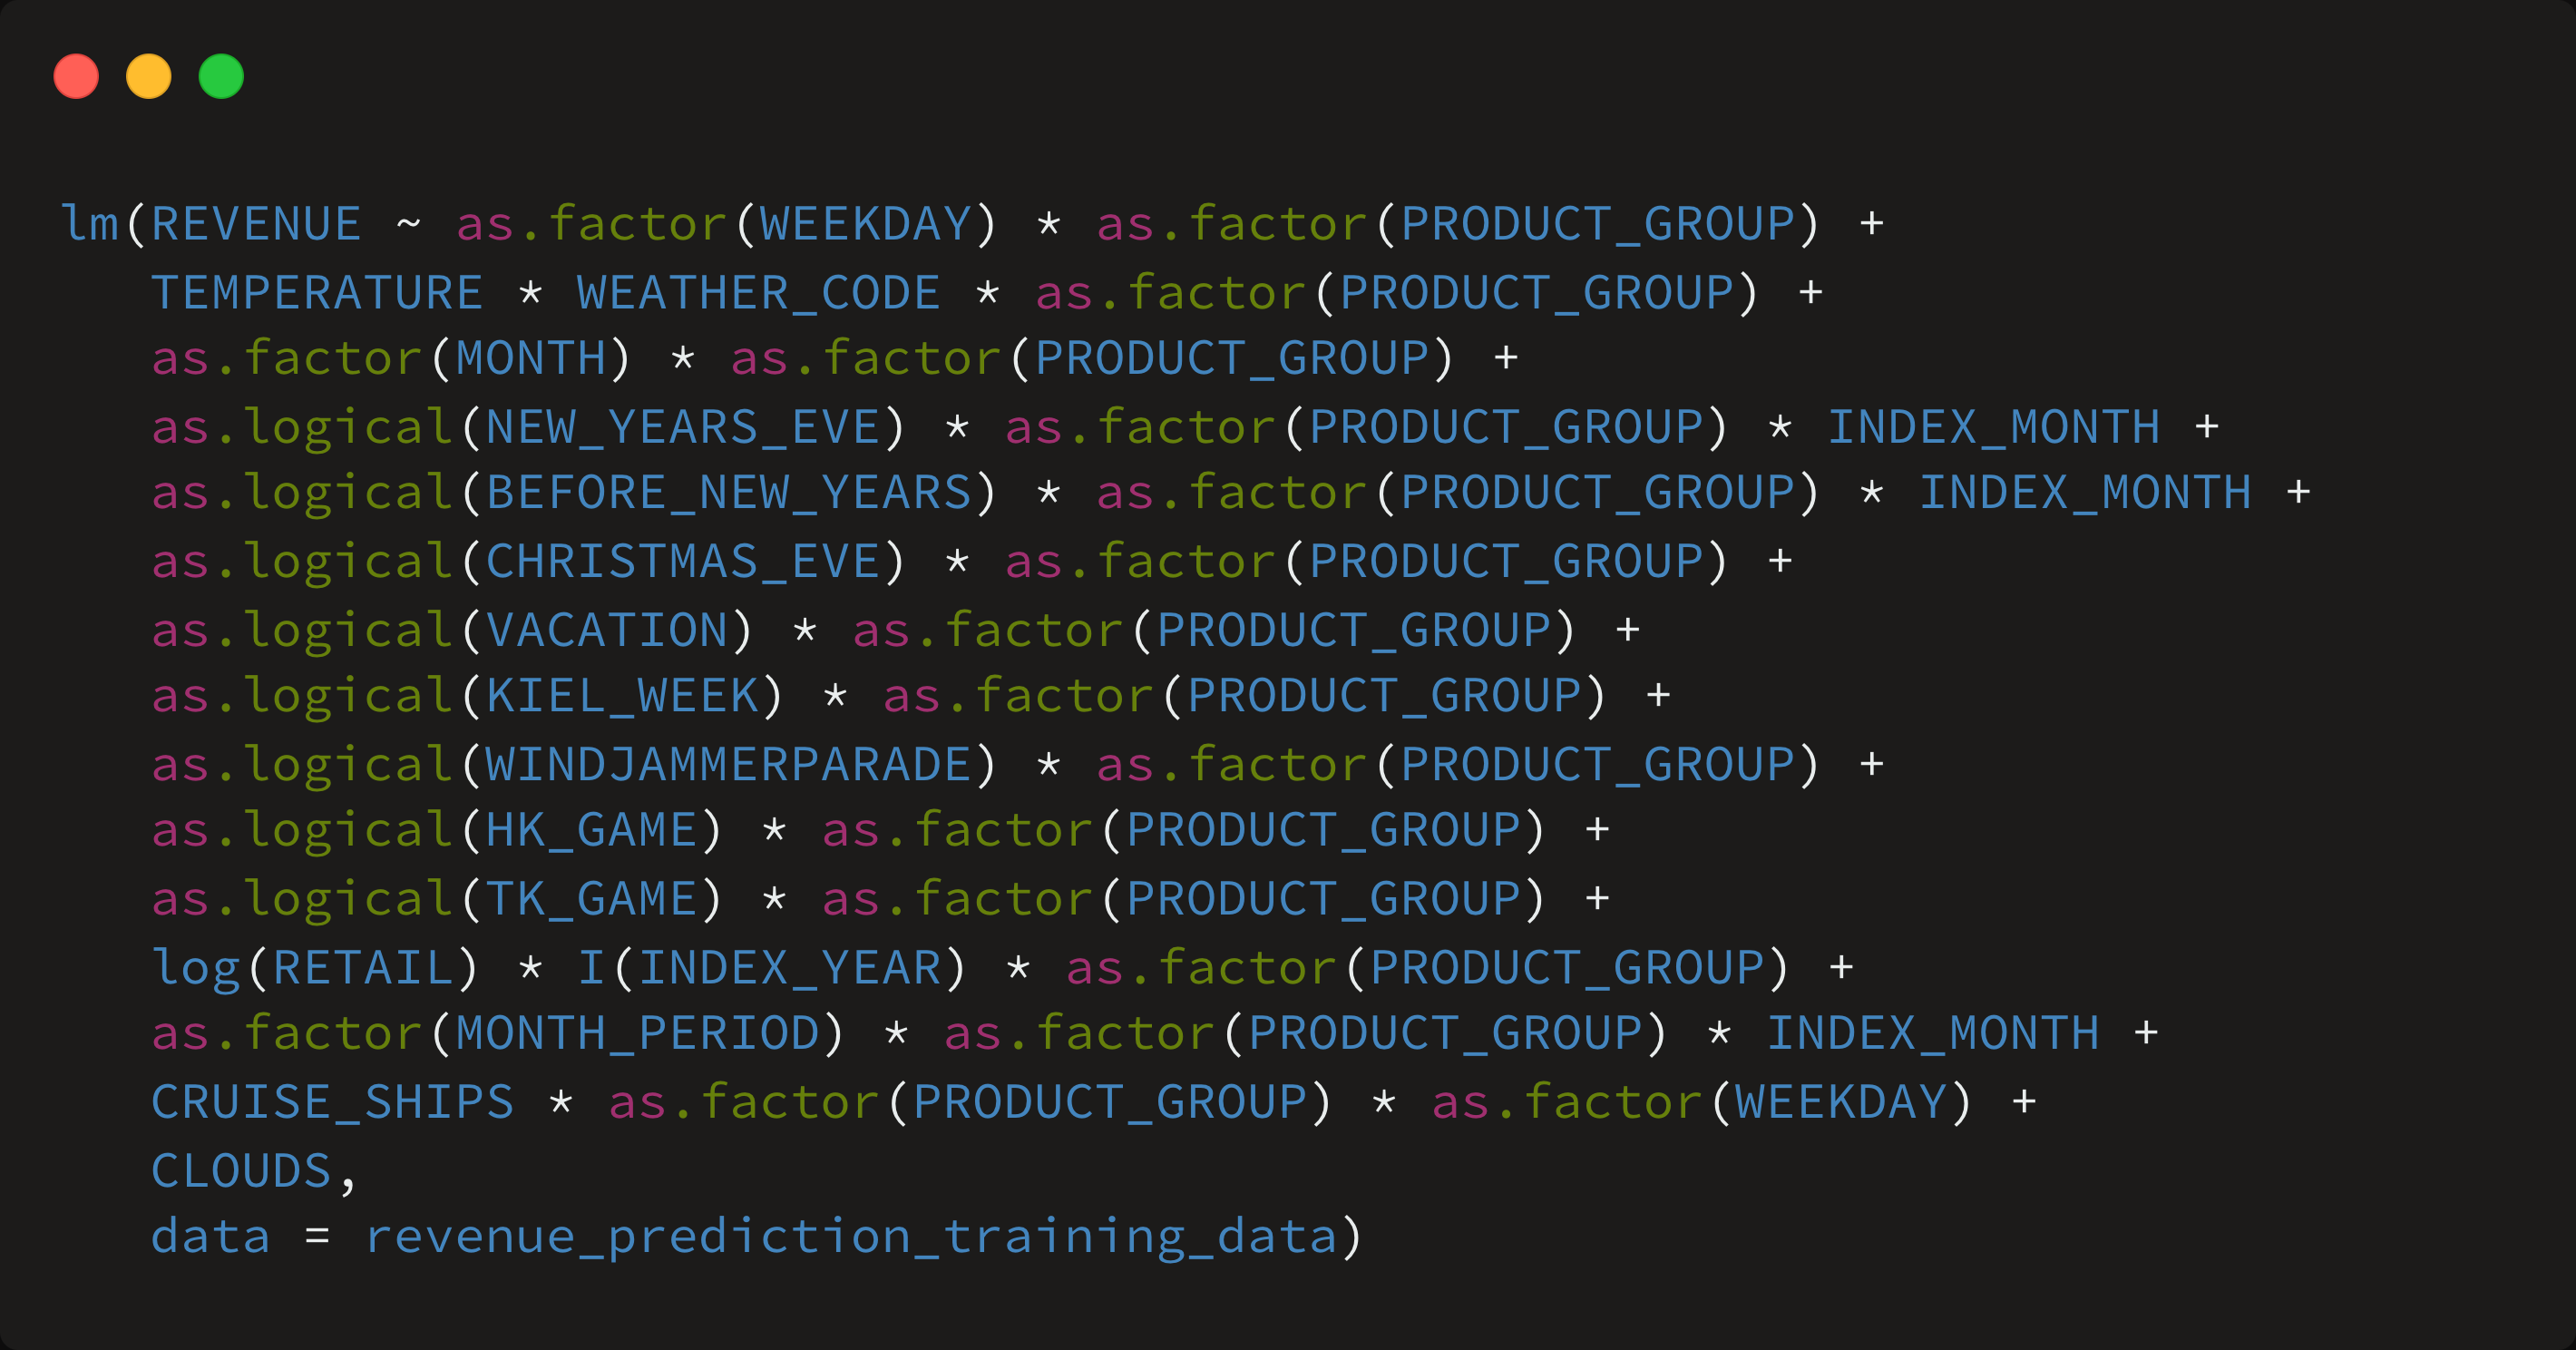 lm(REVENUE ~ as.factor(WEEKDAY) * as.factor(PRODUCT_GROUP) +
TEMPERATURE * WEATHER_CODE * as.factor(PRODUCT_GROUP) +
as.factor(MONTH) * as.factor(PRODUCT_GROUP) +
as.logical(NEW_YEARS_EVE) * as.factor(PRODUCT_GROUP) * INDEX_MONTH +
as.logical(BEFORE_NEW_YEARS) * as.factor(PRODUCT_GROUP) * INDEX_MONTH +
as.logical(CHRISTMAS_EVE) * as.factor(PRODUCT_GROUP) +
as.logical(VACATION) * as.factor(PRODUCT_GROUP) +
as.logical(KIEL_WEEK) * as.factor(PRODUCT_GROUP) +
as.logical(WINDJAMMERPARADE) * as.factor(PRODUCT_GROUP) +
as.logical(HK_GAME) * as.factor(PRODUCT_GROUP) +
as.logical(TK_GAME) * as.factor(PRODUCT_GROUP) +
log(RETAIL) * I(INDEX_YEAR) * as.factor(PRODUCT_GROUP) +
as.factor(MONTH_PERIOD) * as.factor(PRODUCT_GROUP) * INDEX_MONTH +
CRUISE_SHIPS * as.factor(PRODUCT_GROUP) * as.factor(WEEKDAY) +
CLOUDS,
data = revenue_prediction_training_data)